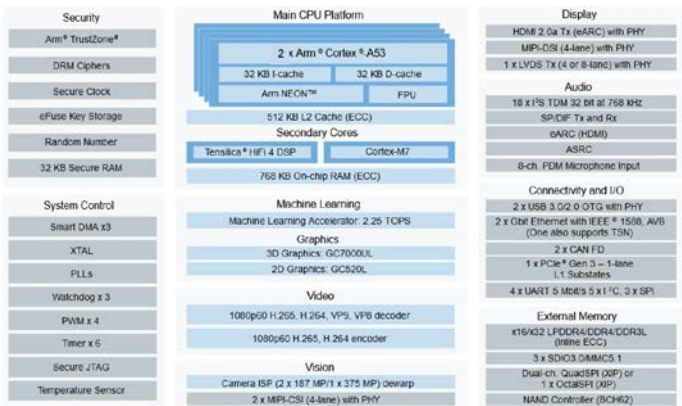 Security
Arm® TrustZone®
DRM Ciphers
Secure Clock
eFuse Key Storage
Random Number
32 KB Secure RAM
System Control
Smart DMA x3
XTAL
PLLs
Watchdog x 3
PWM x 4
Timer x 6
Secure JTAG
Temperature Sensor
Main CPU Platform
2 x Arm® Cortex®-A53
32 KB I-cache
32 KB D-cache
Arm NEON™
FPU
512 KB L2 Cache (ECC)
Secondary Cores
Tensilica® HiFi 4 DSP
Cortex-M7
768 KB On-chip RAM (ECC)
Machine Learning
Machine Learning Accelerator: 2.25 TOPS
Graphics
3D Graphics: GC7000UL
2D Graphics: GC520L
Video
1080p60 H.265, H.264, VP9, VP8 decoder
1080p60 H.265, H.264 encoder
Vision
Camera ISP (2 x 187 MP/1 x 375 MP) dewarp
2 x MIPI-CSI (4-lane) with PHY
Display
HDMI 2.0a Tx (eARC) with PHY
MIPI-DSI (4-lane) with PHY
1 x LVDS Tx (4 or 8-lane) with PHY
Audio
18 x I²S TDM 32 bit at 768 kHz
SP/DIF Tx and Rx
eARC (HDMI)
ASRC
8-ch. PDM Microphone Input
Connectivity and I/O
2 x USB 3.0/2.0 OTG with PHY
2 x Gbit Ethernet with IEEE® 1588, AVB
(One also supports TSN)
2 x CAN FD
1 x PCIe® Gen 3 – 1-lane
L1 Substates
4 x UART 5 Mbit/s 5 x I²C, 3 x SPI
External Memory
x16/x32 LPDDR4/DDR4/DDR3L
(Inline ECC)
3 x SDIO3.0/MMC5.1
Dual-ch. QuadSPI (XIP) or
1 x OctalSPI (XIP)
NAND Controller (BCH62)